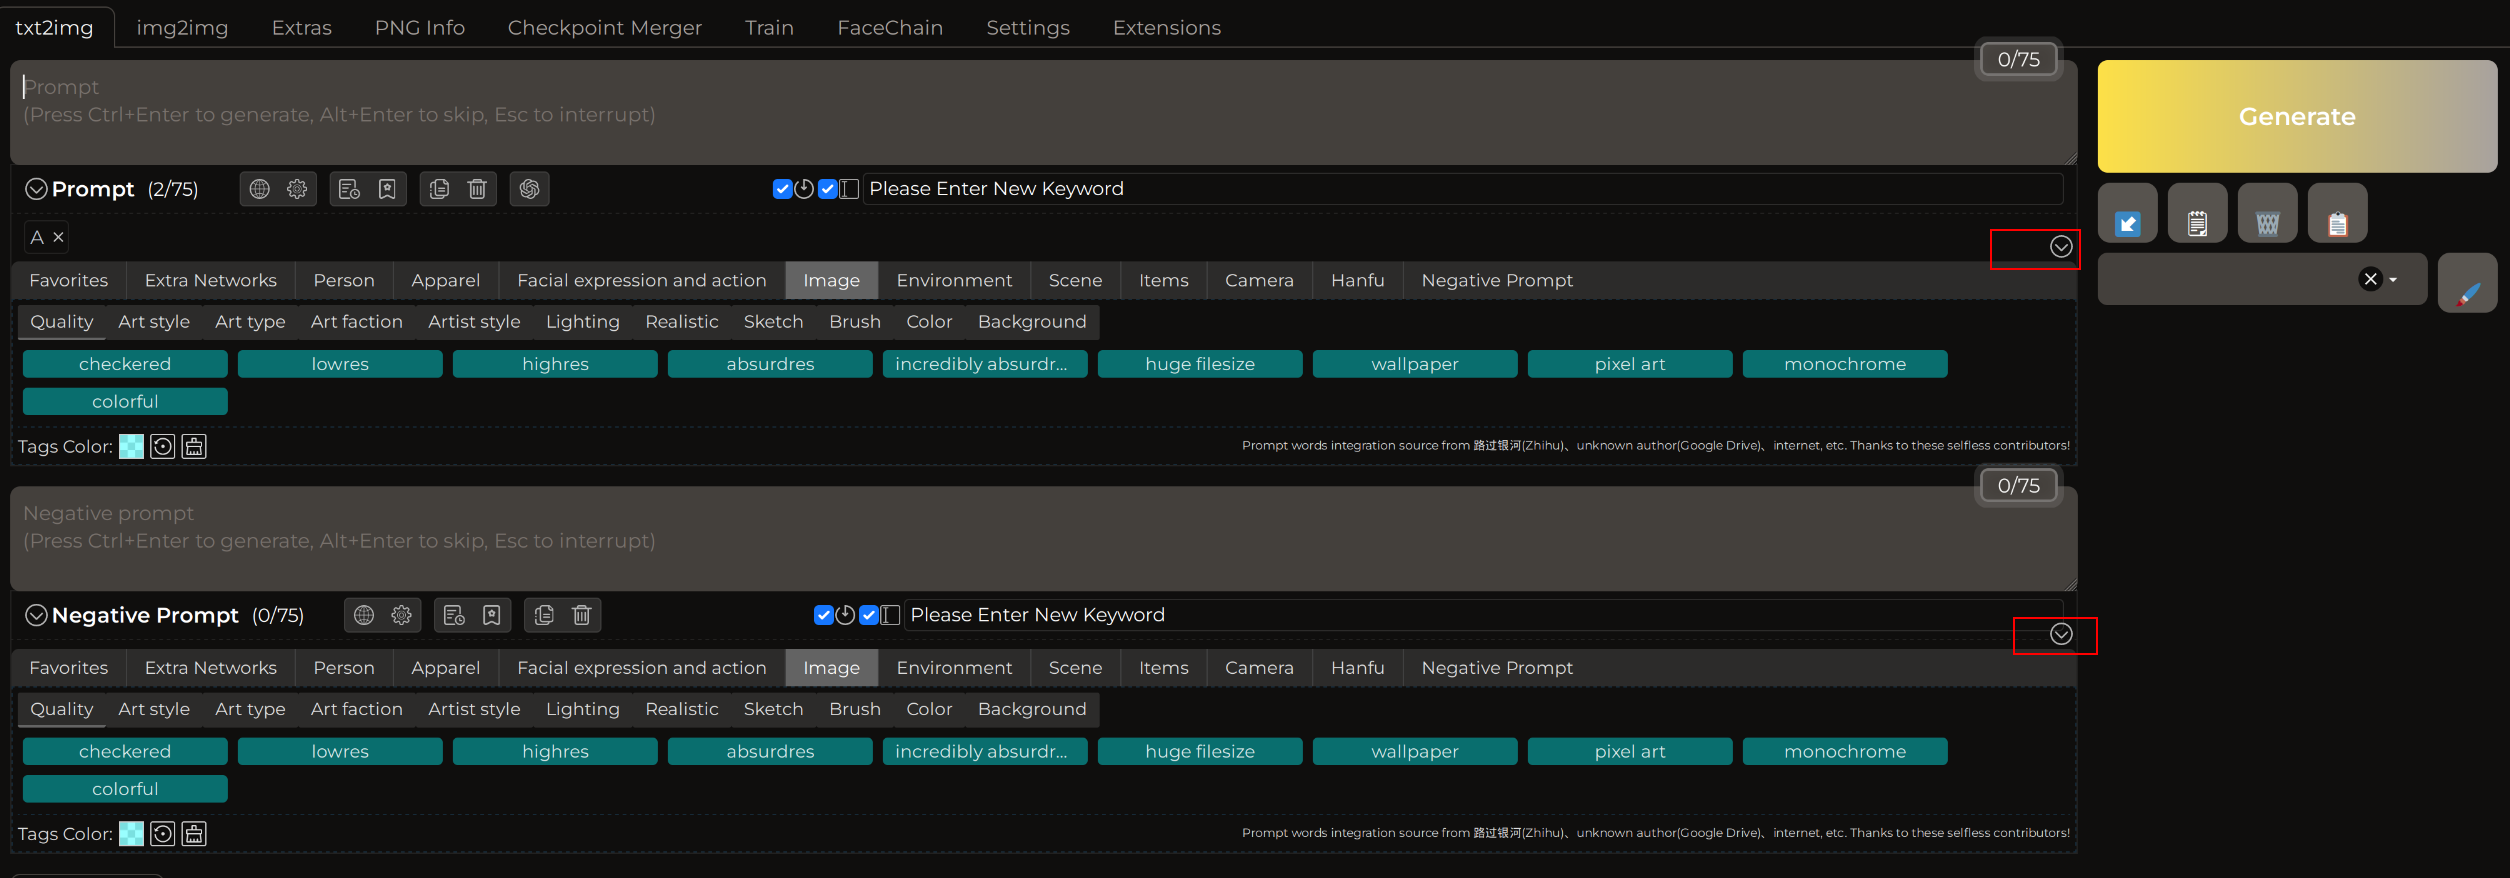 txt2img img2img Extras PNG Info Checkpoint Merger Train FaceChain Settings Extensions
0/75
Prompt
(Press Ctrl+Enter to generate, Alt+Enter to skip, Esc to interrupt)
Generate
Prompt (2/75) Please Enter New Keyword
A ×
Favorites Extra Networks Person Apparel Facial expression and action Image Environment Scene Items Camera Hanfu Negative Prompt
Quality Art style Art type Art faction Artist style Lighting Realistic Sketch Brush Color Background
checkered lowres highres absurdres incredibly absurdr... huge filesize wallpaper pixel art monochrome
colorful
Tags Color: Prompt words integration source from 路过银河(Zhihu)、unknown author(Google Drive)、internet, etc. Thanks to these selfless contributors!
0/75
Negative prompt
(Press Ctrl+Enter to generate, Alt+Enter to skip, Esc to interrupt)
Negative Prompt (0/75) Please Enter New Keyword
Favorites Extra Networks Person Apparel Facial expression and action Image Environment Scene Items Camera Hanfu Negative Prompt
Quality Art style Art type Art faction Artist style Lighting Realistic Sketch Brush Color Background
checkered lowres highres absurdres incredibly absurdr... huge filesize wallpaper pixel art monochrome
colorful
Tags Color: Prompt words integration source from 路过银河(Zhihu)、unknown author(Google Drive)、internet, etc. Thanks to these selfless contributors!